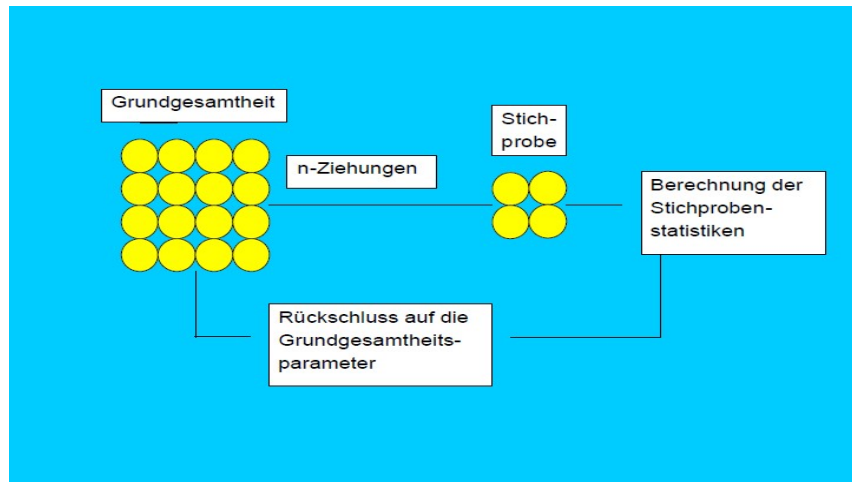 Grundgesamtheit
n-Ziehungen
Stich-
probe
Berechnung der
Stichproben-
statistiken
Rückschluss auf die
Grundgesamtheits-
parameter